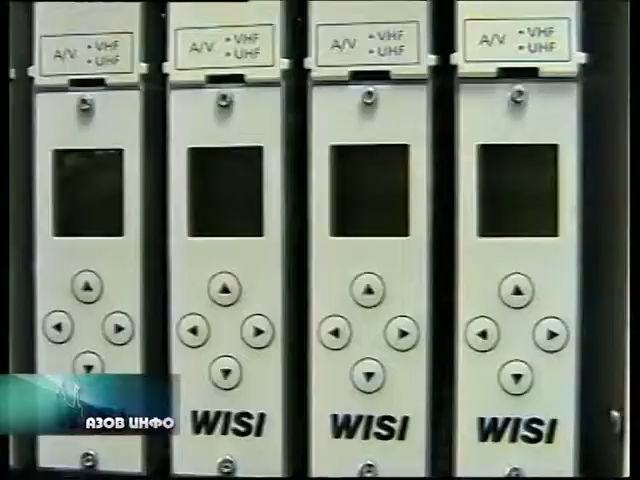 A/V • VHF
• UHF
A/V • VHF
• UHF
A/V • VHF
• UHF
A/V • VHF
• UHF
WISI WISI WISI
АЗОВ ИНФО